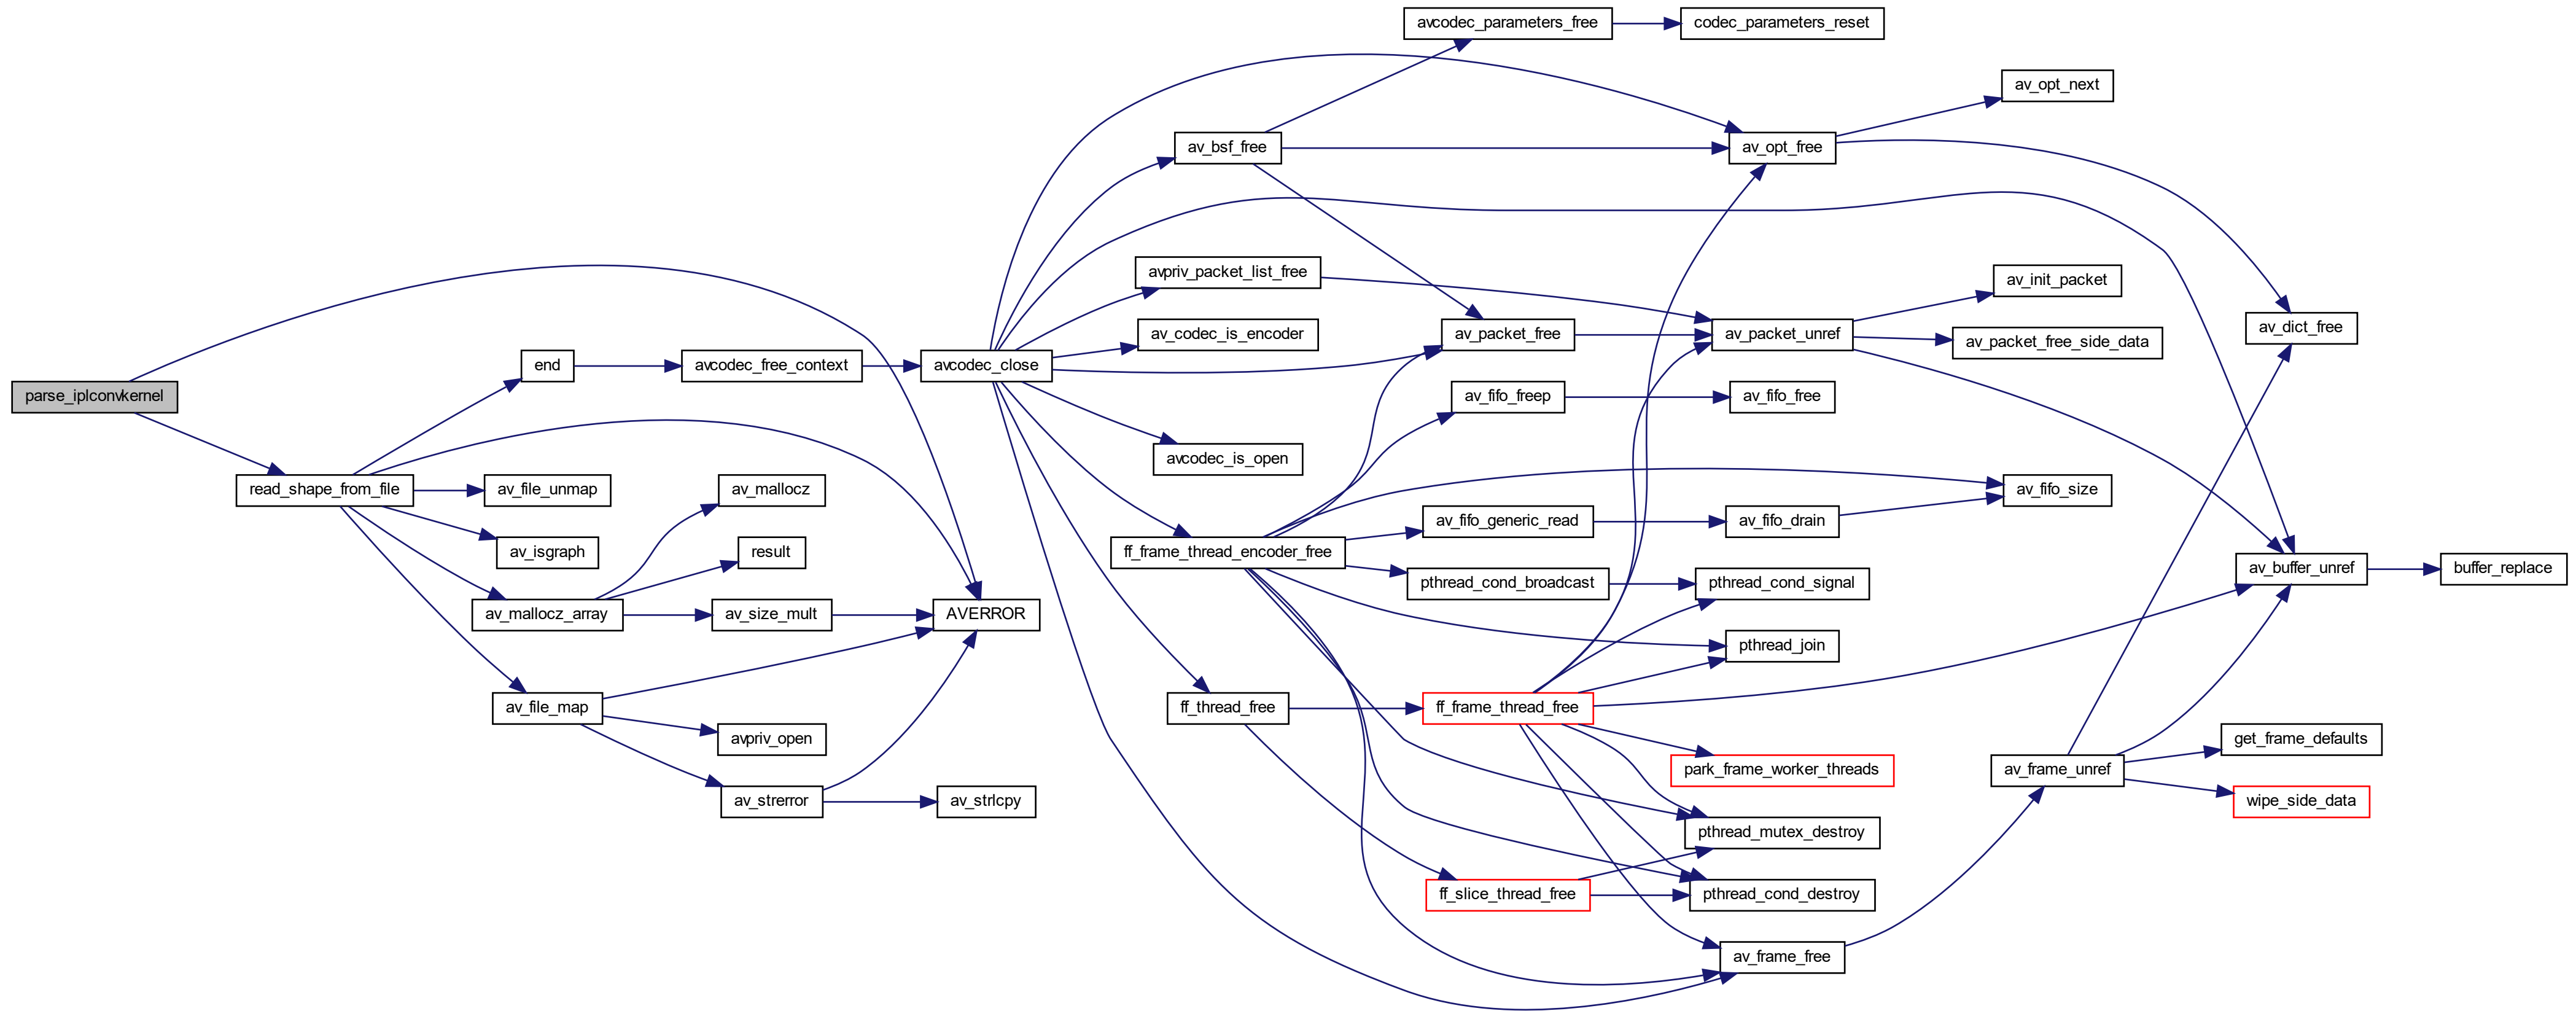 parse_iplconvkernel
read_shape_from_file
end
av_file_unmap
av_isgraph
av_mallocz_array
av_file_map
avcodec_free_context
av_mallocz
result
av_size_mult
avpriv_open
av_strerror
avcodec_close
AVERROR
av_strlcpy
av_bsf_free
avpriv_packet_list_free
av_codec_is_encoder
avcodec_is_open
ff_frame_thread_encoder_free
ff_thread_free
avcodec_parameters_free
av_packet_free
av_fifo_freep
av_fifo_generic_read
pthread_cond_broadcast
ff_frame_thread_free
ff_slice_thread_free
codec_parameters_reset
av_opt_free
av_packet_unref
av_fifo_free
av_fifo_drain
pthread_cond_signal
pthread_join
park_frame_worker_threads
pthread_mutex_destroy
pthread_cond_destroy
av_frame_free
av_opt_next
av_init_packet
av_packet_free_side_data
av_fifo_size
av_frame_unref
av_dict_free
av_buffer_unref
get_frame_defaults
wipe_side_data
buffer_replace